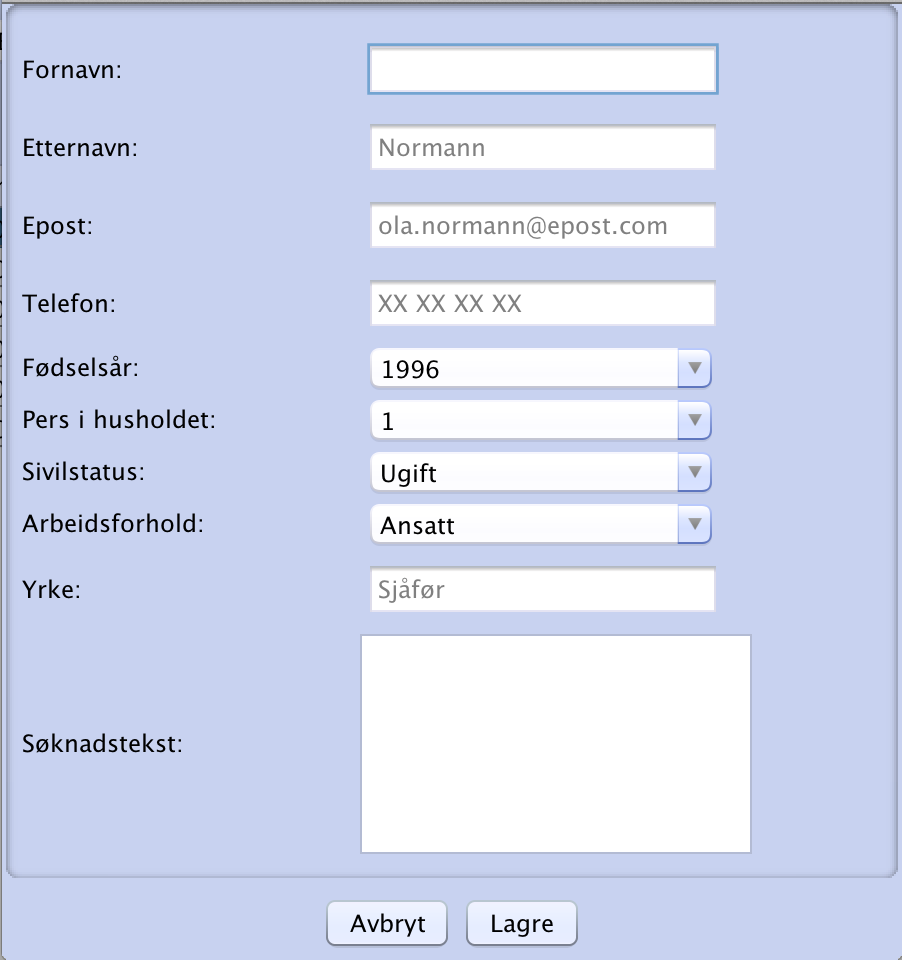 Fornavn:
Etternavn: Normann
Epost: ola.normann@epost.com
Telefon: XX XX XX XX
Fødselsår: 1996
Pers i husholdet: 1
Sivilstatus: Ugift
Arbeidsforhold: Ansatt
Yrke: Sjåfør
Søknadstekst:
Avbryt Lagre